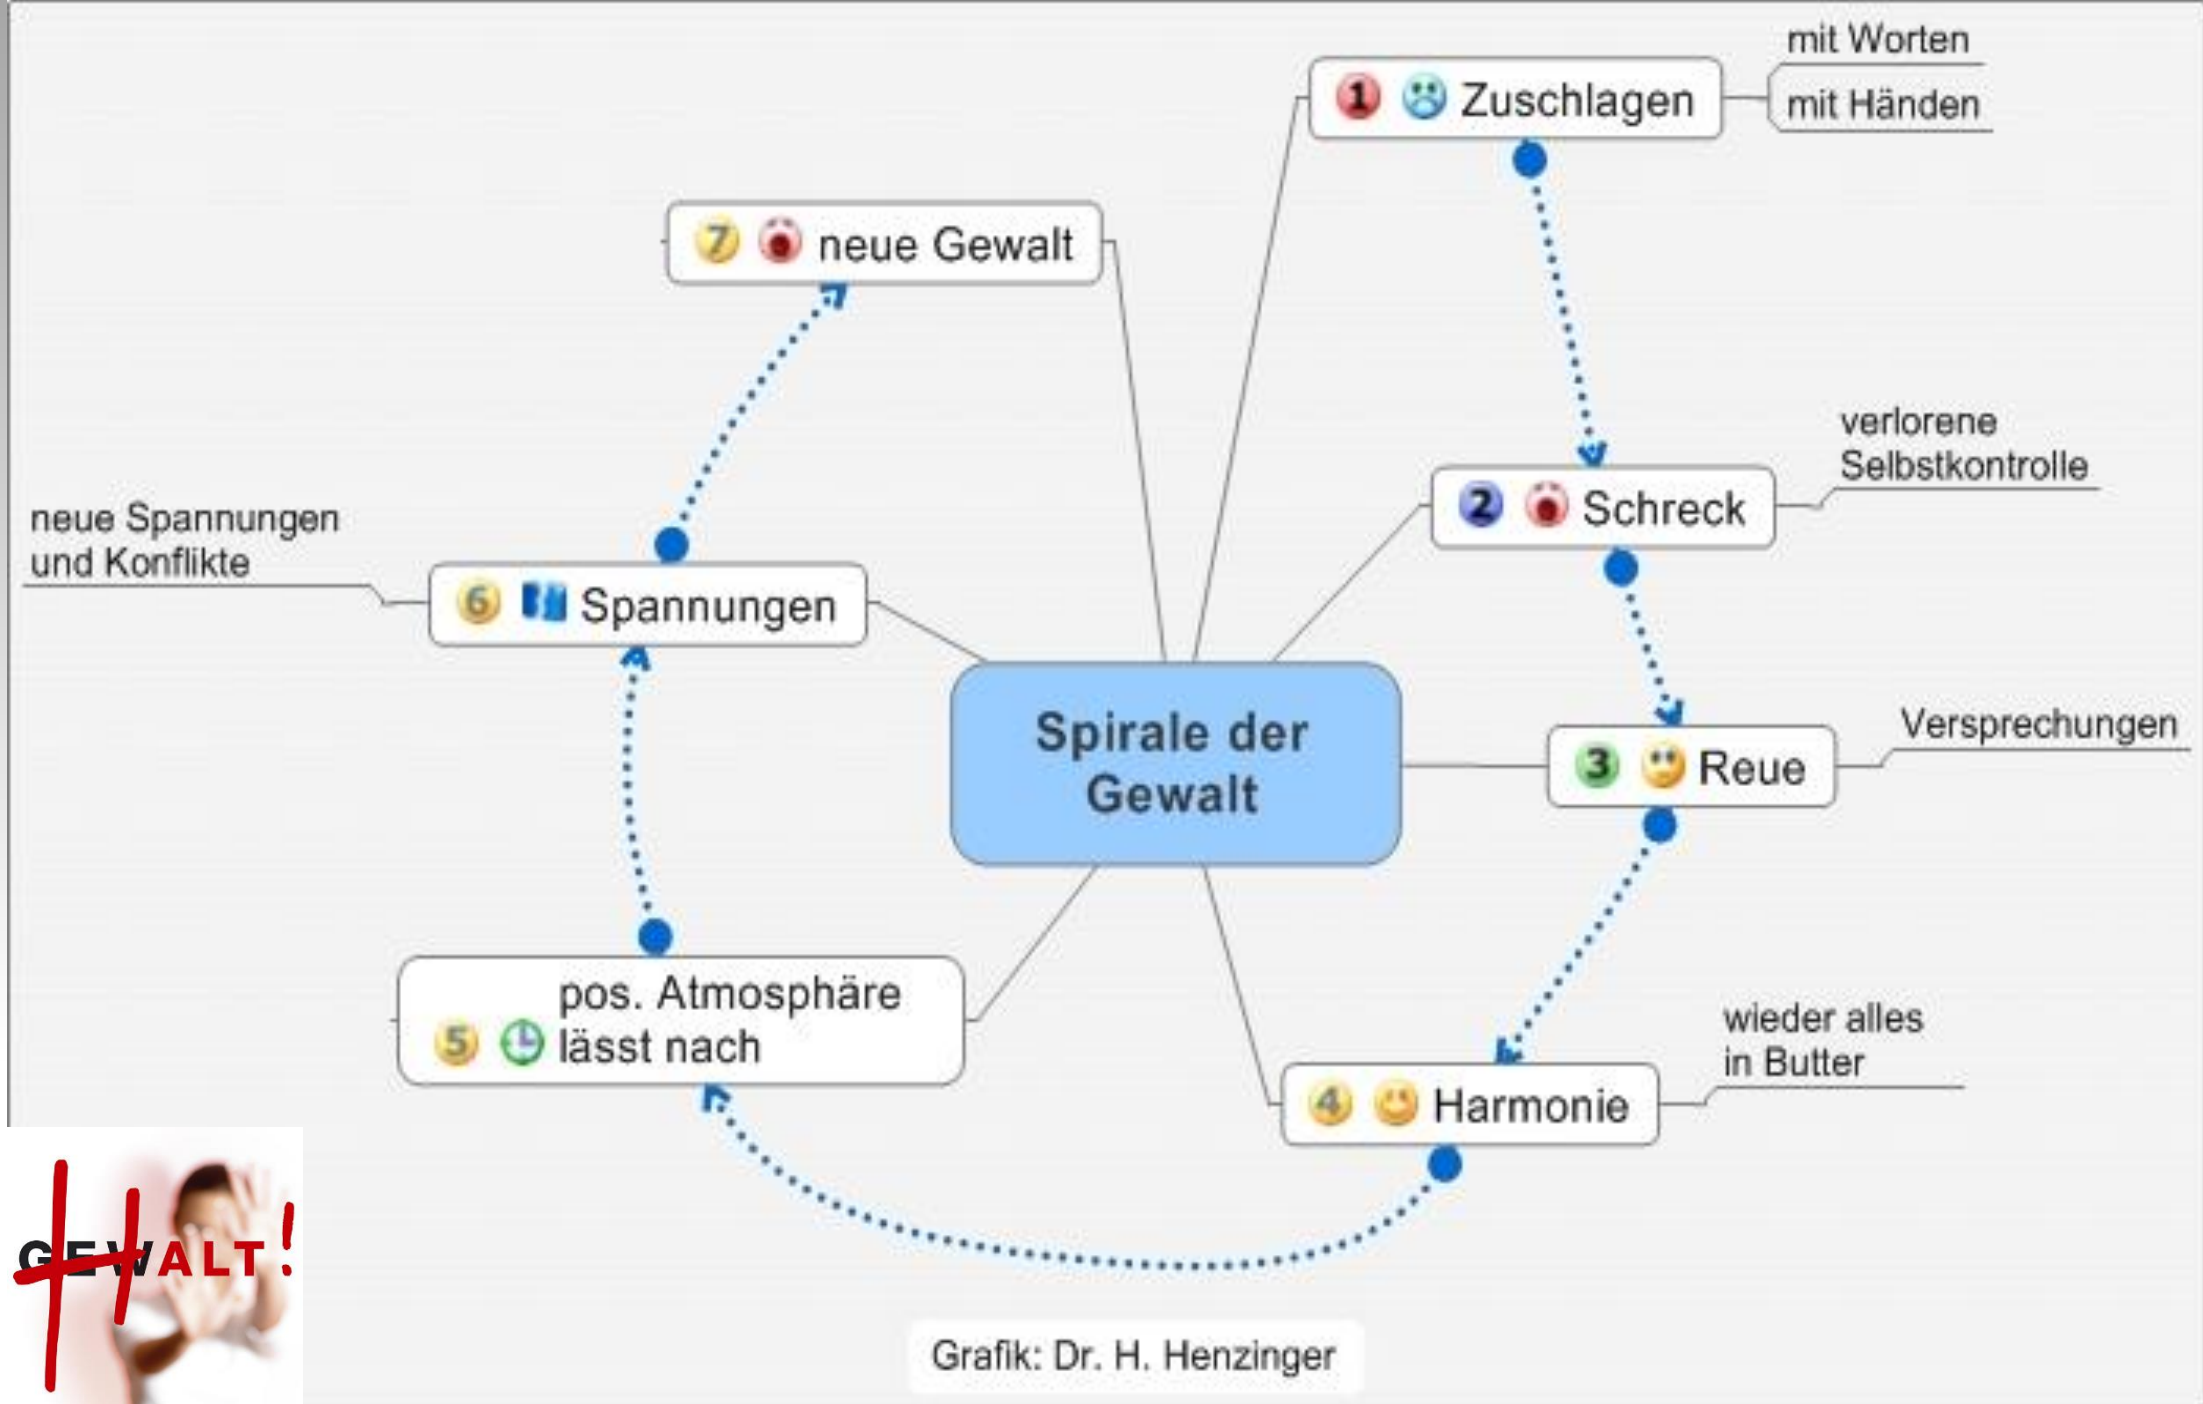 mit Worten
1 Zuschlagen
mit Händen
7 neue Gewalt
verlorene
Selbstkontrolle
2 Schreck
neue Spannungen
und Konflikte
6 Spannungen
Spirale der
Gewalt
Versprechungen
3 Reue
pos. Atmosphäre
5 lässt nach
wieder alles
in Butter
4 Harmonie
HALT!
GEWALT!
Grafik: Dr. H. Henzinger